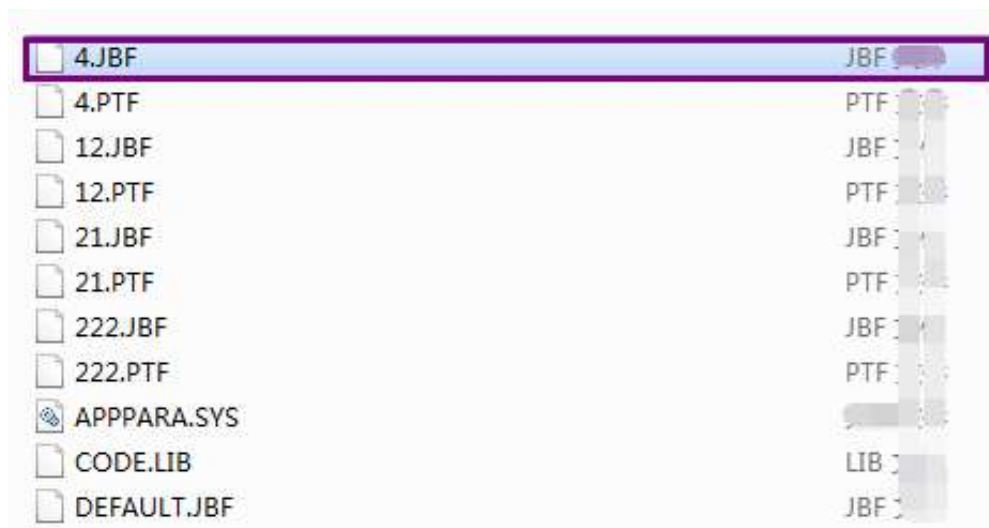 4.JBF JBF
4.PTF PTF
12.JBF JBF
12.PTF PTF
21.JBF JBF
21.PTF PTF
222.JBF JBF
222.PTF PTF
APPPARA.SYS
CODE.LIB LIB
DEFAULT.JBF JBF